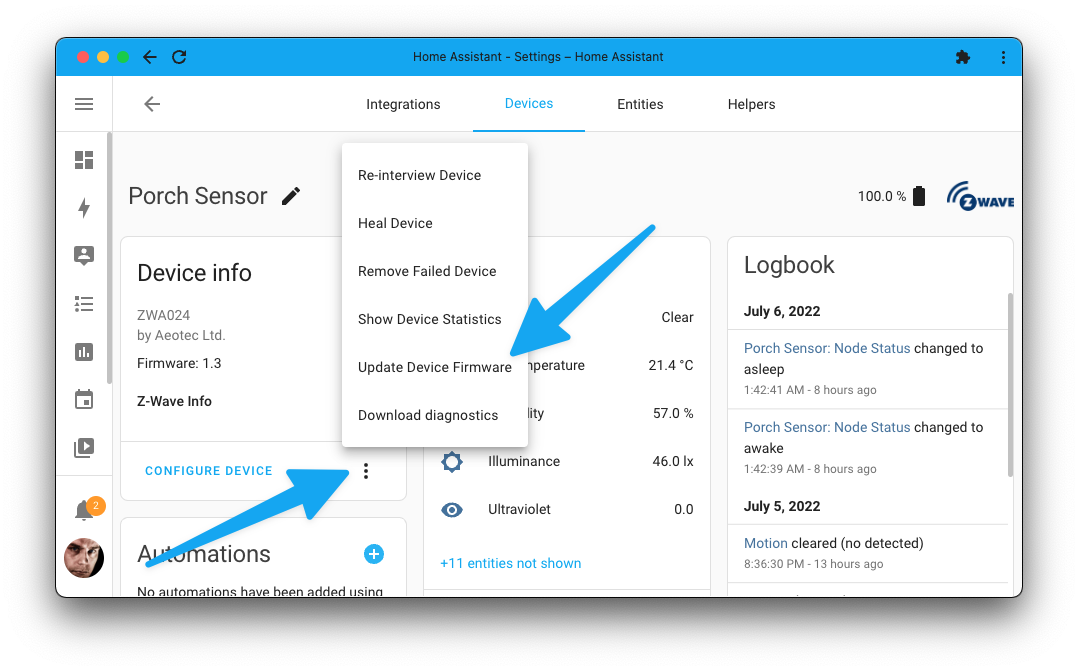 Home Assistant - Settings – Home Assistant
Integrations
Devices
Entities
Helpers
Porch Sensor
100.0 %
Z WAVE
Re-interview Device
Heal Device
Remove Failed Device
Show Device Statistics
Update Device Firmware
Download diagnostics
Device info
ZWA024
by Aeotec Ltd.
Firmware: 1.3
Z-Wave Info
CONFIGURE DEVICE
2
Automations
No automations have been added using
Clear
perature
21.4 °C
dity
57.0 %
Illuminance
46.0 lx
Ultraviolet
0.0
+11 entities not shown
Logbook
July 6, 2022
Porch Sensor: Node Status changed to
asleep
1:42:41 AM - 8 hours ago
Porch Sensor: Node Status changed to
awake
1:42:39 AM - 8 hours ago
July 5, 2022
Motion cleared (no detected)
8:36:30 PM - 13 hours ago